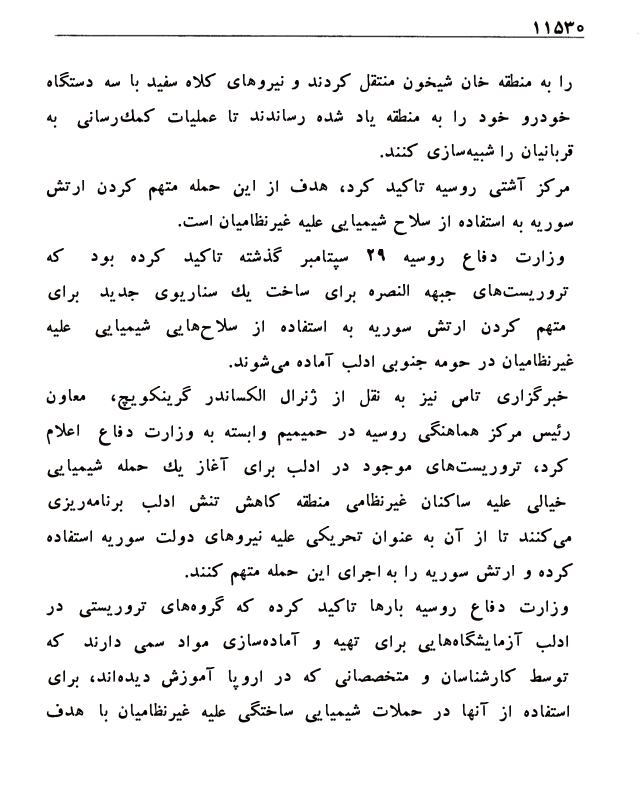 ۱۱۵۳۰
را به منطقه خان شیخون منتقل کردند و نیروهای کلاه سفید با سه دستگاه
خودرو خود را به منطقه یاد شده رساندند تا عملیات کمك‌رسانی به
قربانیان را شبیه‌سازی کنند.
مرکز آشتی روسیه تاکید کرد، هدف از این حمله متهم کردن ارتش
سوریه به استفاده از سلاح شیمیایی علیه غیرنظامیان است.
وزارت دفاع روسیه ۲۹ سپتامبر گذشته تاکید کرده بود که
تروریست‌های جبهه النصره برای ساخت یك سناریوی جدید برای
متهم کردن ارتش سوریه به استفاده از سلاح‌هایی شیمیایی علیه
غیرنظامیان در حومه جنوبی ادلب آماده می‌شوند.
خبرگزاری تاس نیز به نقل از ژنرال الکساندر گرینکویچ، معاون
رئیس مرکز هماهنگی روسیه در حمیمیم وابسته به وزارت دفاع اعلام
کرد، تروریست‌های موجود در ادلب برای آغاز یك حمله شیمیایی
خیالی علیه ساکنان غیرنظامی منطقه کاهش تنش ادلب برنامه‌ریزی
می‌کنند تا از آن به عنوان تحریکی علیه نیروهای دولت سوریه استفاده
کرده و ارتش سوریه را به اجرای این حمله متهم کنند.
وزارت دفاع روسیه بارها تاکید کرده که گروه‌های تروریستی در
ادلب آزمایشگاه‌هایی برای تهیه و آماده‌سازی مواد سمی دارند که
توسط کارشناسان و متخصصانی که در اروپا آموزش دیده‌اند، برای
استفاده از آنها در حملات شیمیایی ساختگی علیه غیرنظامیان با هدف